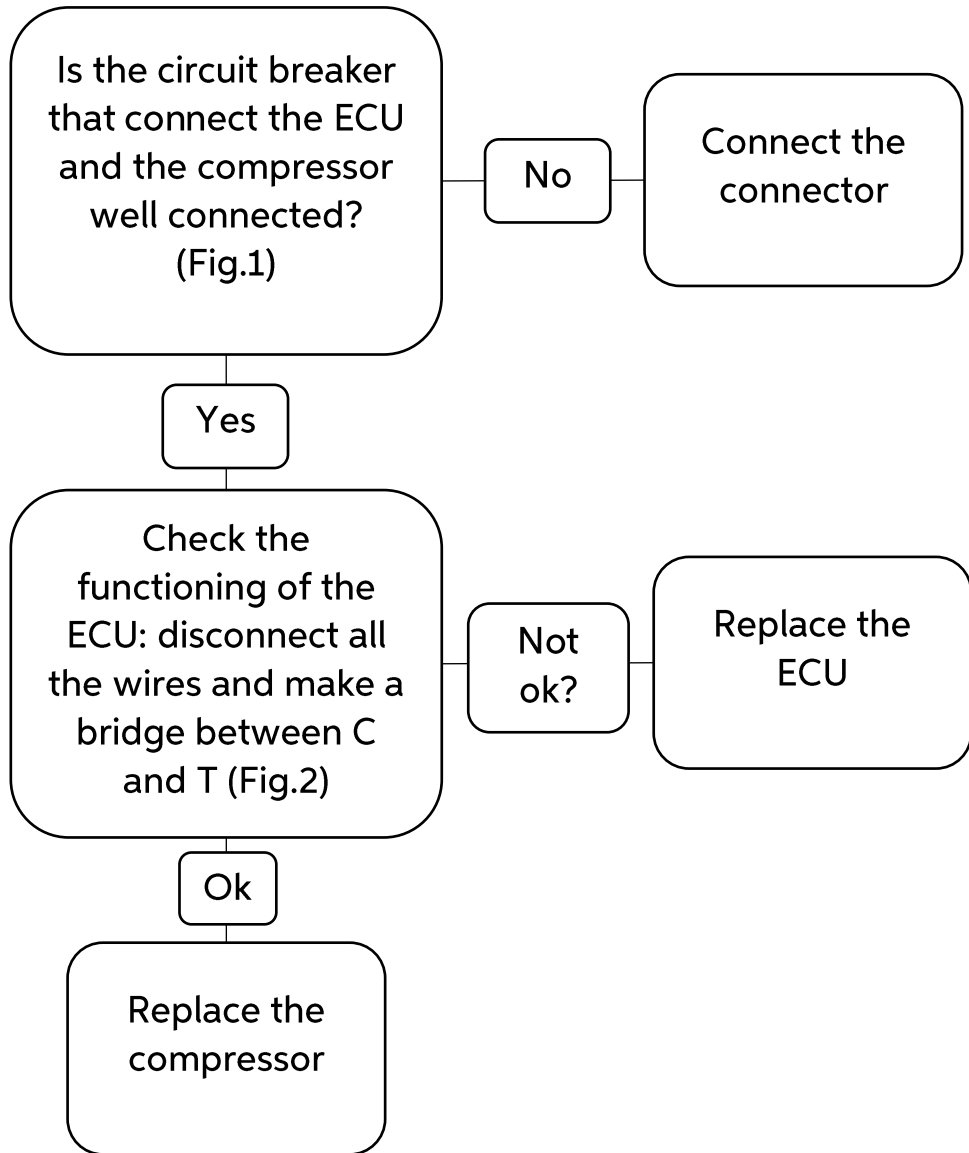 Is the circuit breaker
that connect the ECU
and the compressor
well connected?
(Fig.1)
No
Connect the
connector
Yes
Check the
functioning of the
ECU: disconnect all
the wires and make a
bridge between C
and T (Fig.2)
Not
ok?
Replace the
ECU
Ok
Replace the
compressor